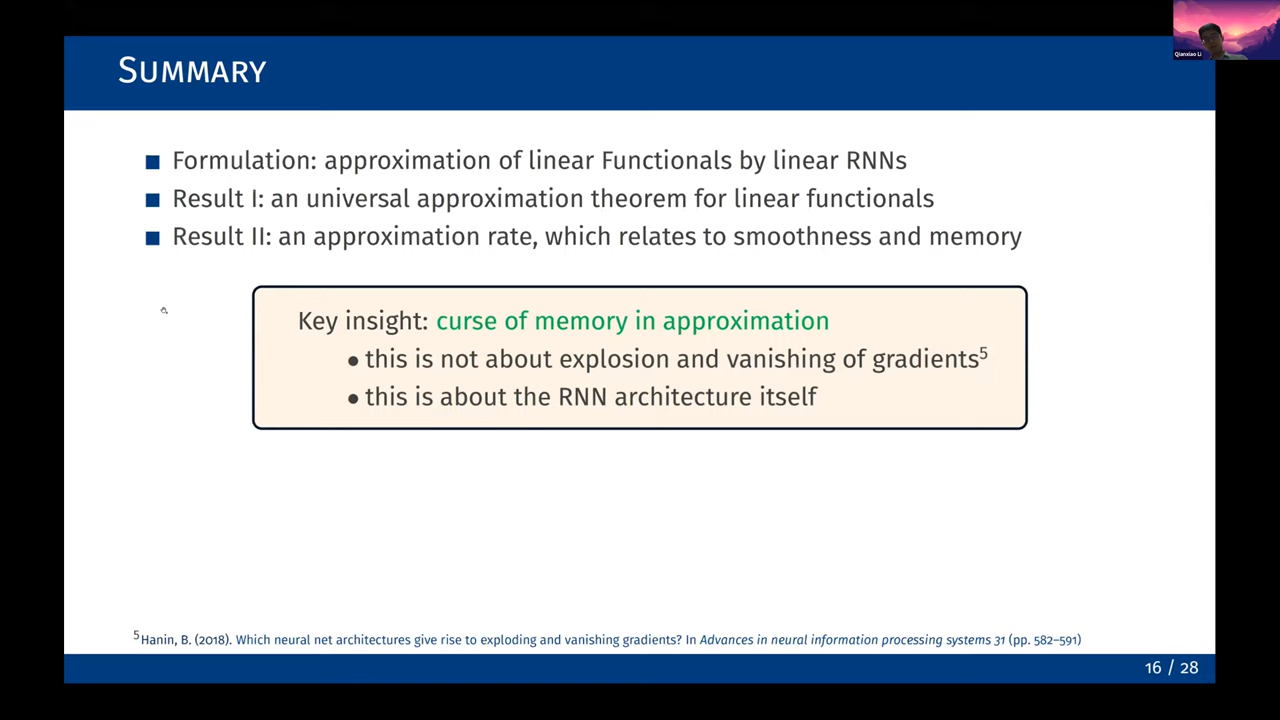 Qianxiao Li
SUMMARY
Formulation: approximation of linear Functionals by linear RNNs
Result I: an universal approximation theorem for linear functionals
Result II: an approximation rate, which relates to smoothness and memory
Key insight: curse of memory in approximation
• this is not about explosion and vanishing of gradients⁵
• this is about the RNN architecture itself
⁵Hanin, B. (2018). Which neural net architectures give rise to exploding and vanishing gradients? In Advances in neural information processing systems 31 (pp. 582–591)
16 / 28